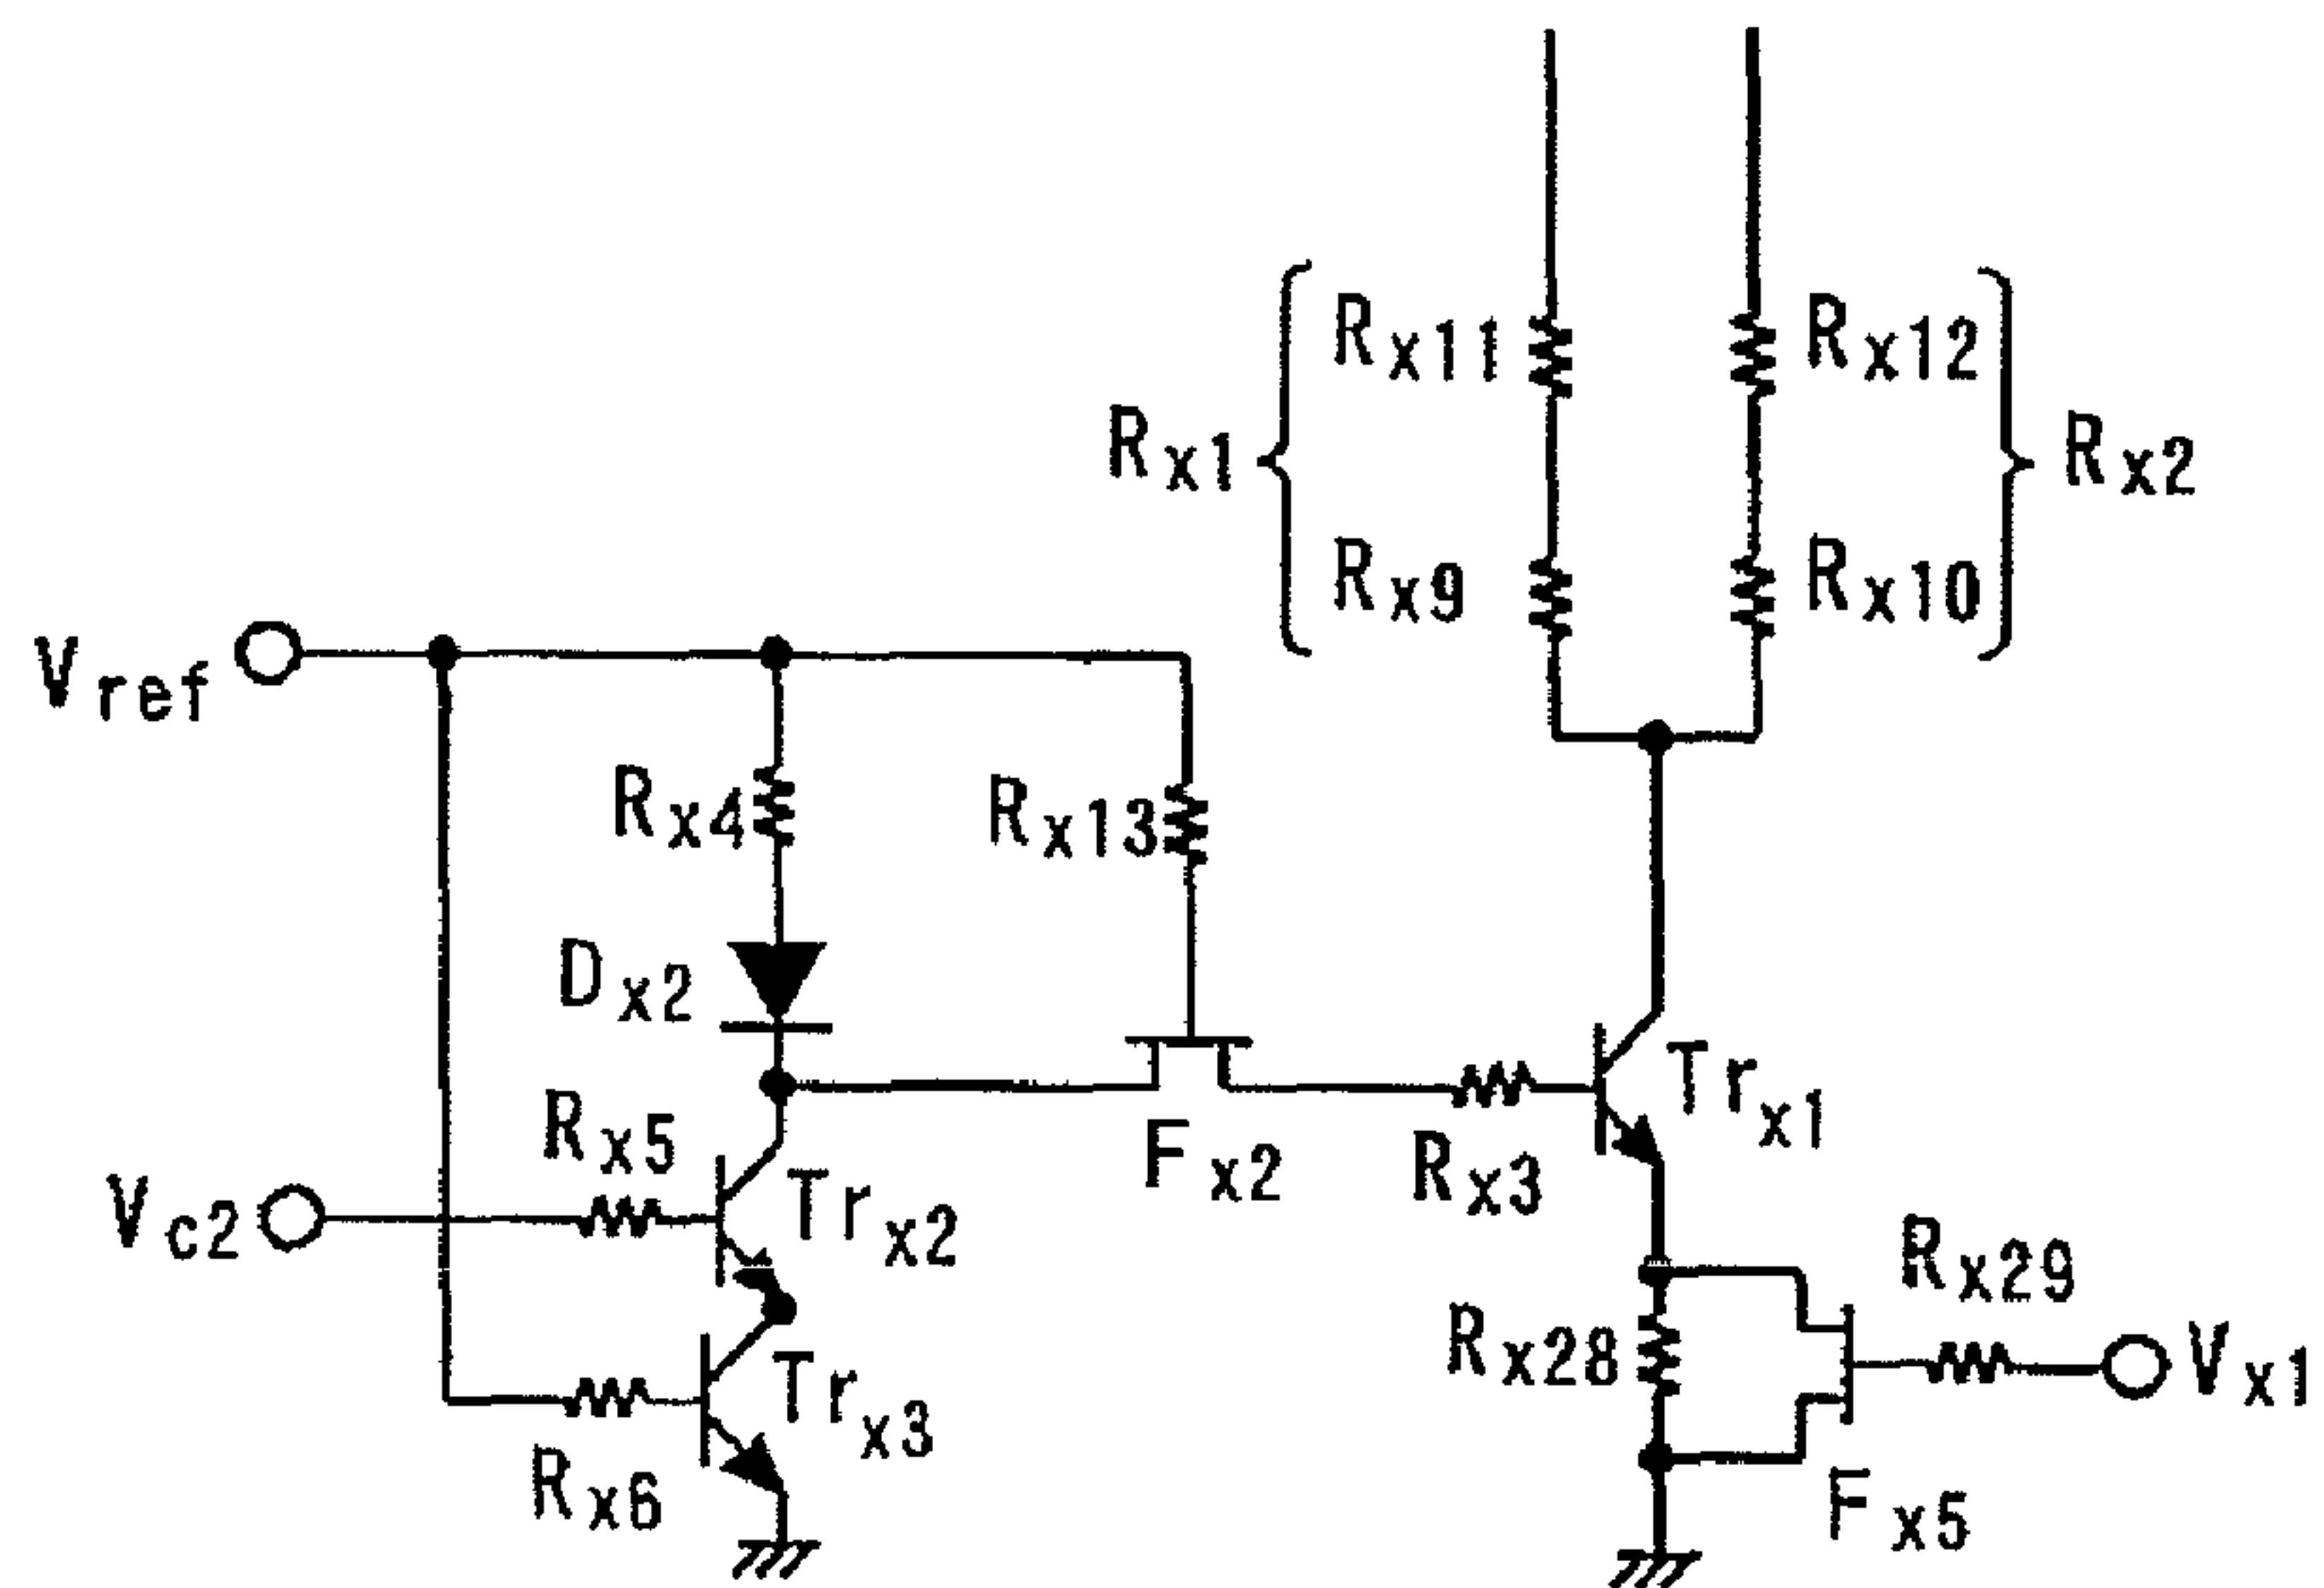 Rx11
Rx12
Rx1
Rx2
Rx9
Rx10
Vref
Rx4
Rx13
Dx2
Rx5
Trx1
Fx2
Rx3
Vc2
Trx2
Rx29
Rx28
Vx1
Trx3
Rx6
Fx5